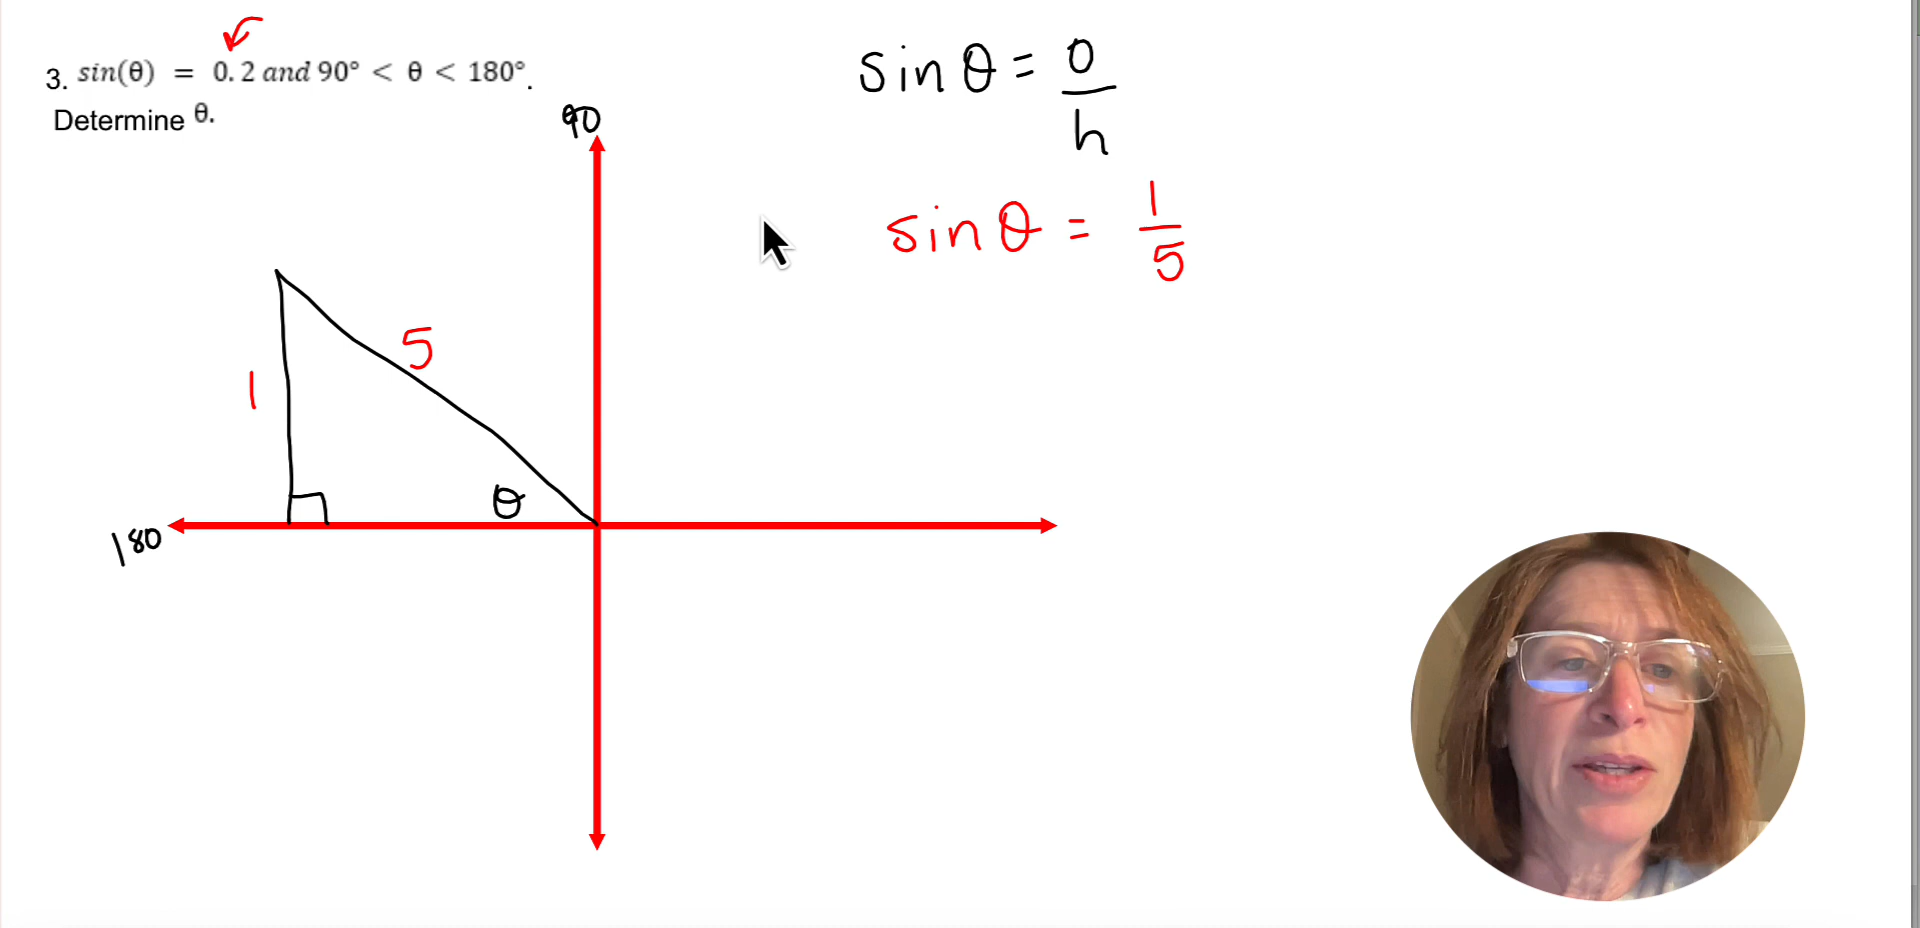 3. sin(θ) = 0.2 and 90° < θ < 180°.
Determine θ.
sin θ = o
h
sin θ = 1
5
90
5
1
θ
180